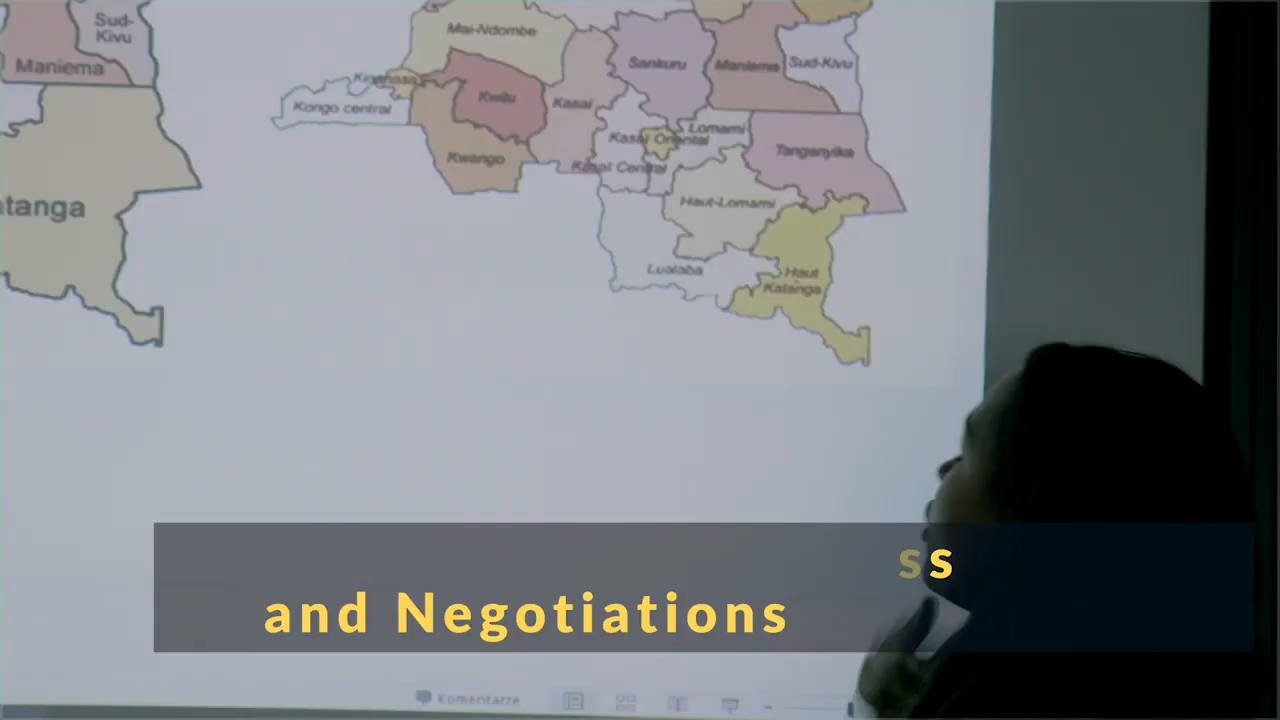 Sud-
Kivu
Maniema
atanga
Mai-Ndombe
Sankuru
Maniema
Sud-Kivu
Kinshasa
Kongo central
Kwilu
Kasai
Lomami
Kasai Oriental
Kwango
Kasai Central
Tanganyika
Haut-Lomami
Lualaba
Haut
Katanga
ss
and Negotiations
Komentarze